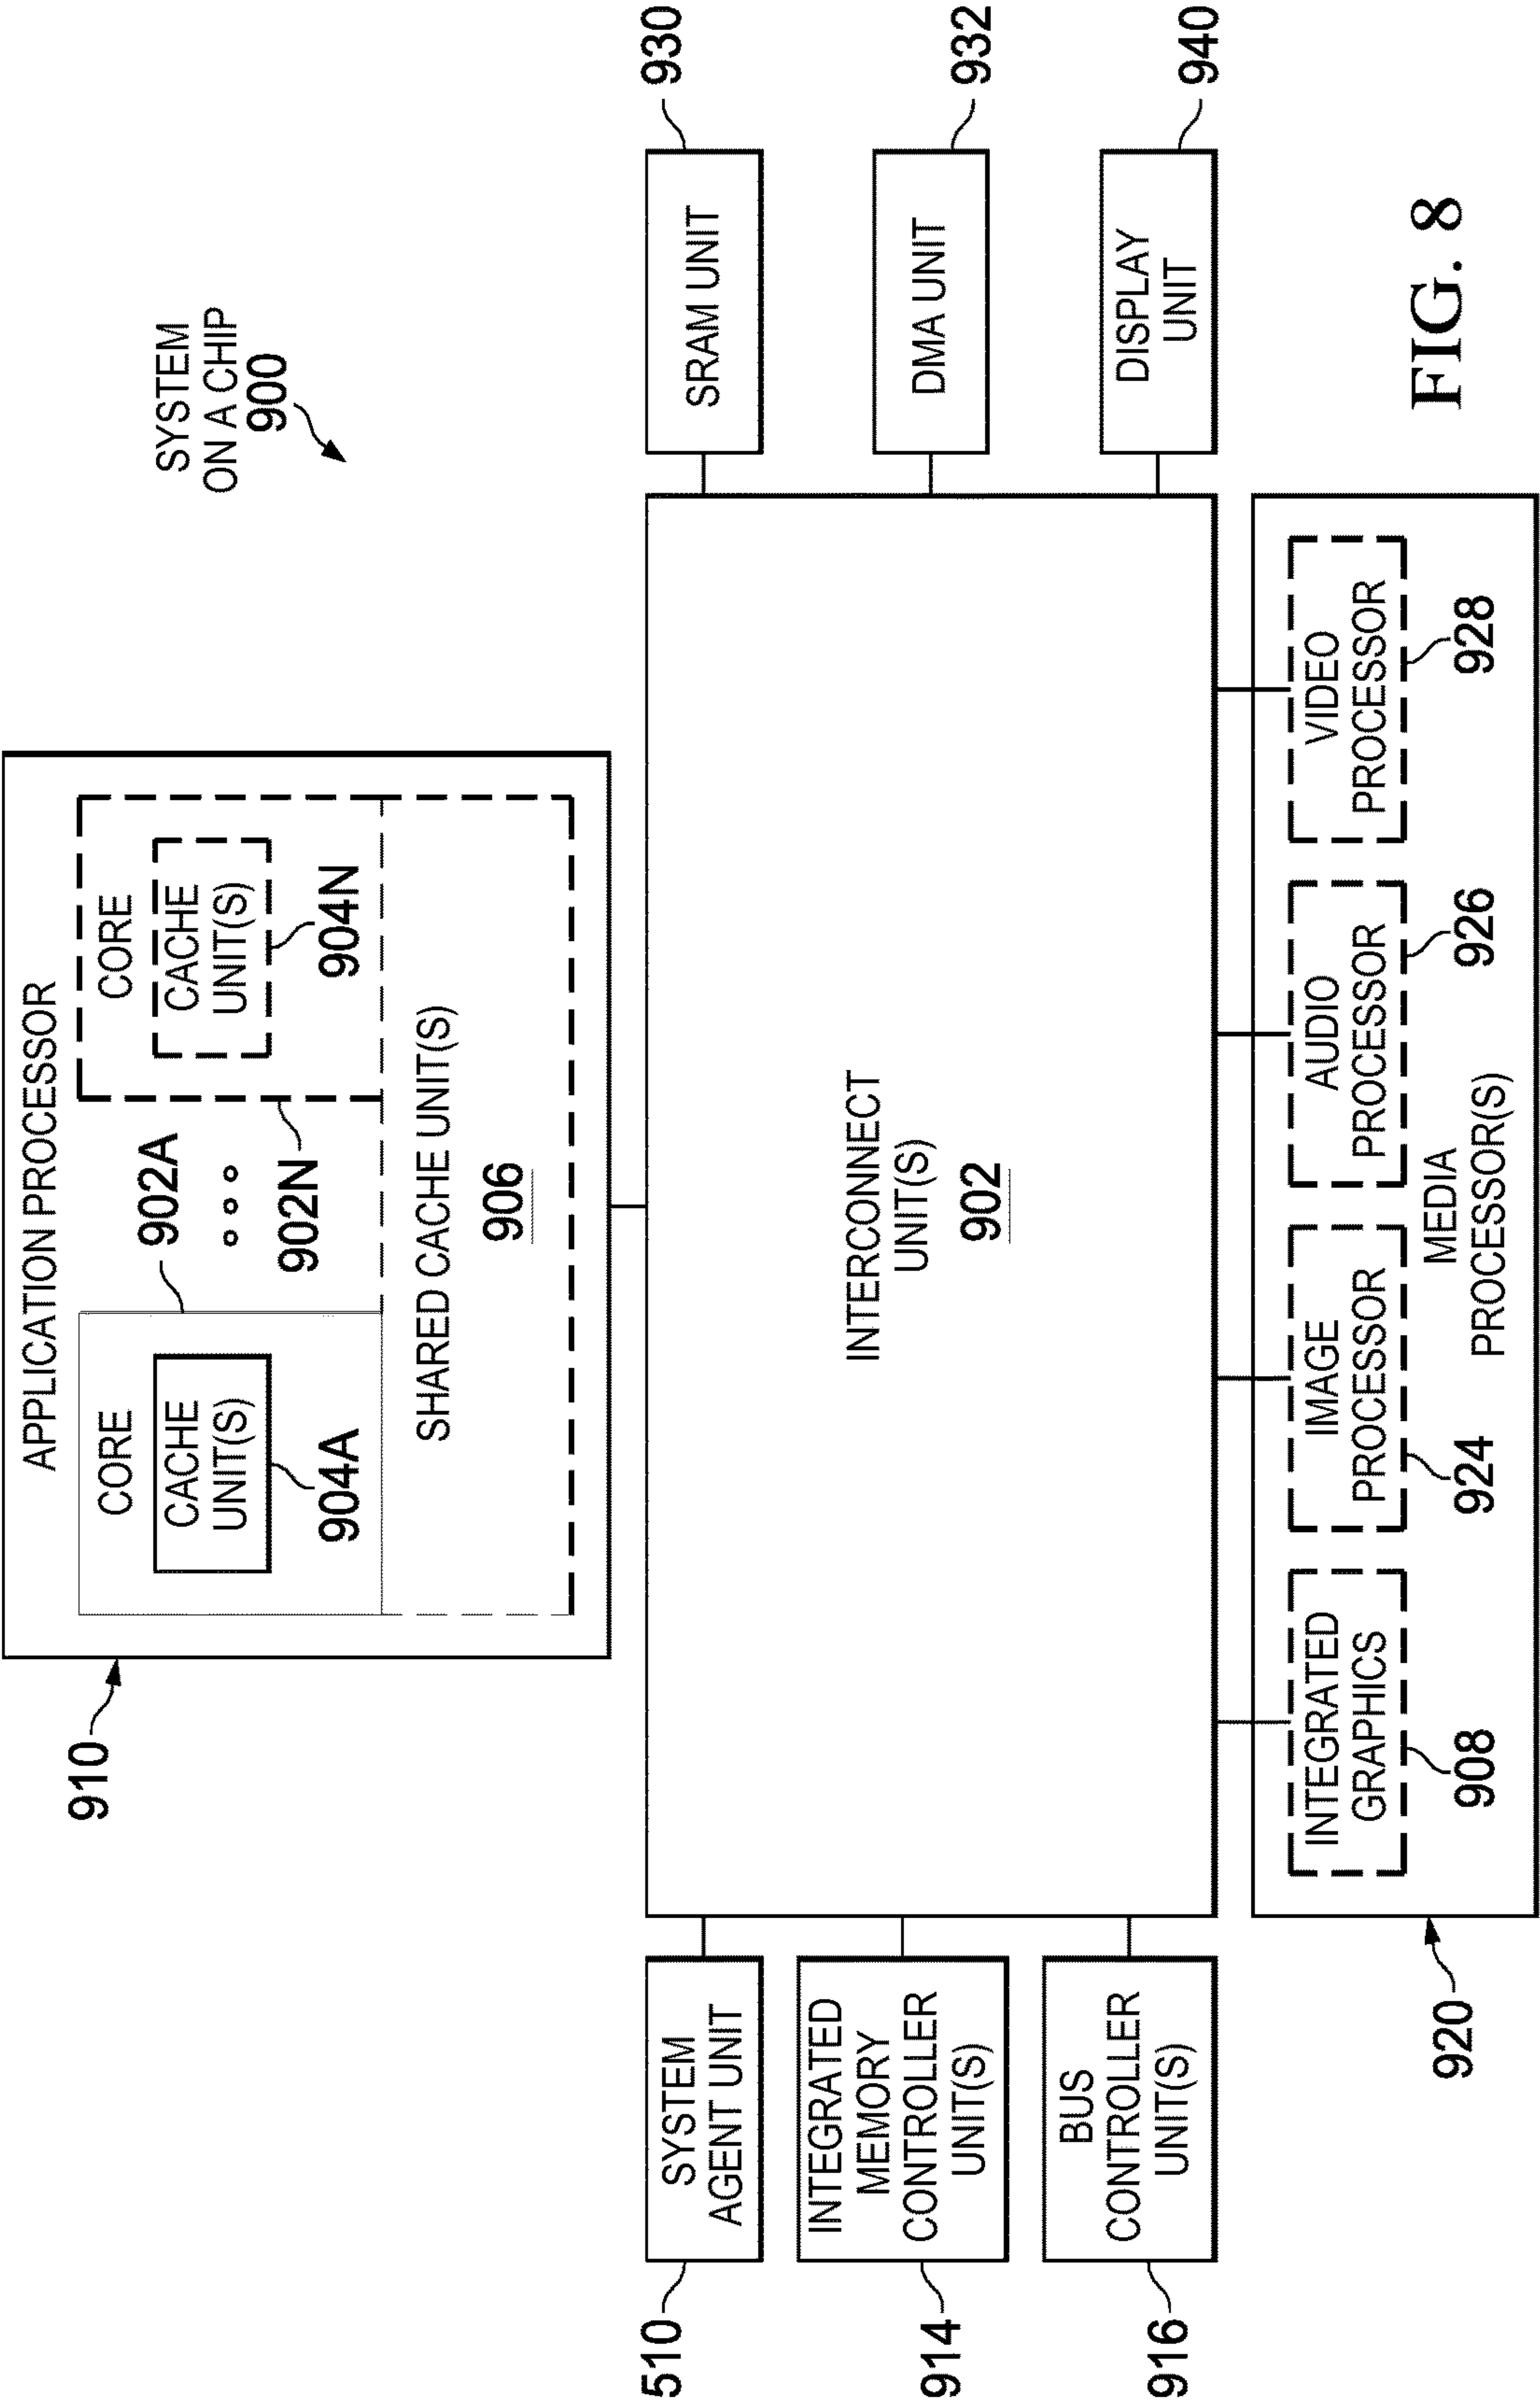 SYSTEM
ON A CHIP
900
APPLICATION PROCESSOR
910
CORE
CACHE
UNIT(S)
904A
902A
902N
CORE
CACHE
UNIT(S)
904N
SHARED CACHE UNIT(S)
906
510
SYSTEM
AGENT UNIT
914
INTEGRATED
MEMORY
CONTROLLER
UNIT(S)
916
BUS
CONTROLLER
UNIT(S)
INTERCONNECT
UNIT(S)
902
SRAM UNIT
930
DMA UNIT
932
DISPLAY
UNIT
940
920
INTEGRATED
GRAPHICS
908
IMAGE
PROCESSOR
924
AUDIO
PROCESSOR
926
VIDEO
PROCESSOR
928
MEDIA
PROCESSOR(S)
FIG. 8